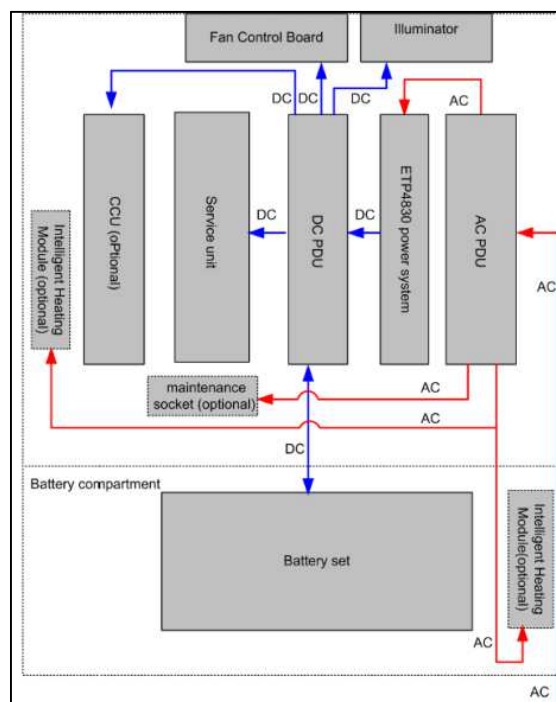 Fan Control Board
Illuminator
DC
DC
DC
AC
AC
CCU (oPtional)
Service unit
DC PDU
ETP4830 power system
AC PDU
DC
DC
Intelligent Heating
Module (optional)
AC
maintenance
socket (optional)
AC
AC
DC
Battery compartment
Battery set
Intelligent Heating
Module(optional)
AC
AC